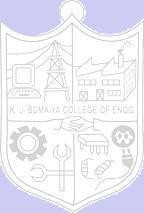 K. J. SOMAIYA COLLEGE OF ENGG